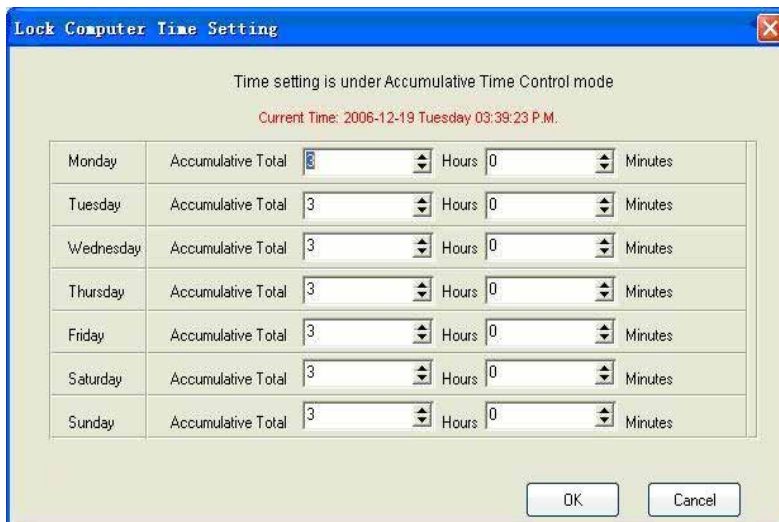 Lock Computer Time Setting
Time setting is under Accumulative Time Control mode
Current Time: 2006-12-19 Tuesday 03:39:23 P.M.
Monday Accumulative Total 3 Hours 0 Minutes
Tuesday Accumulative Total 3 Hours 0 Minutes
Wednesday Accumulative Total 3 Hours 0 Minutes
Thursday Accumulative Total 3 Hours 0 Minutes
Friday Accumulative Total 3 Hours 0 Minutes
Saturday Accumulative Total 3 Hours 0 Minutes
Sunday Accumulative Total 3 Hours 0 Minutes
OK Cancel